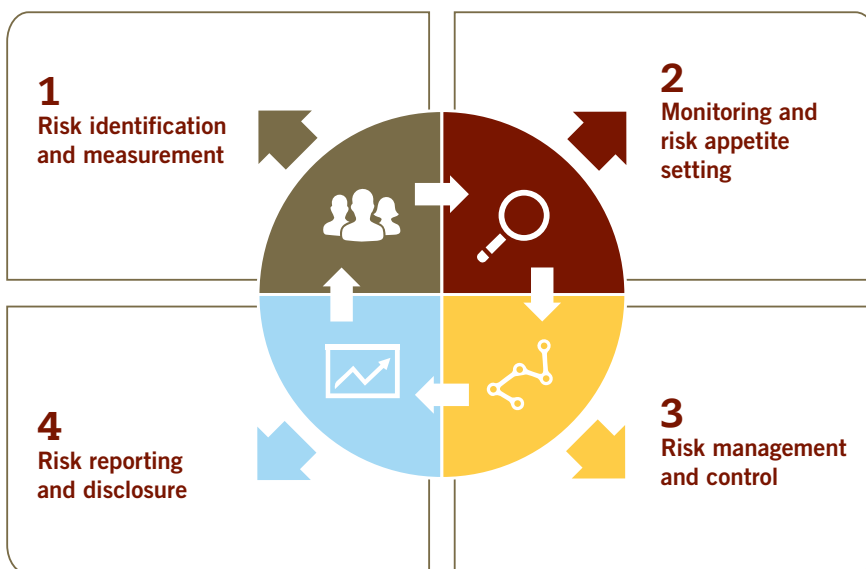 1
Risk identification
and measurement
2
Monitoring and
risk appetite
setting
3
Risk management
and control
4
Risk reporting
and disclosure